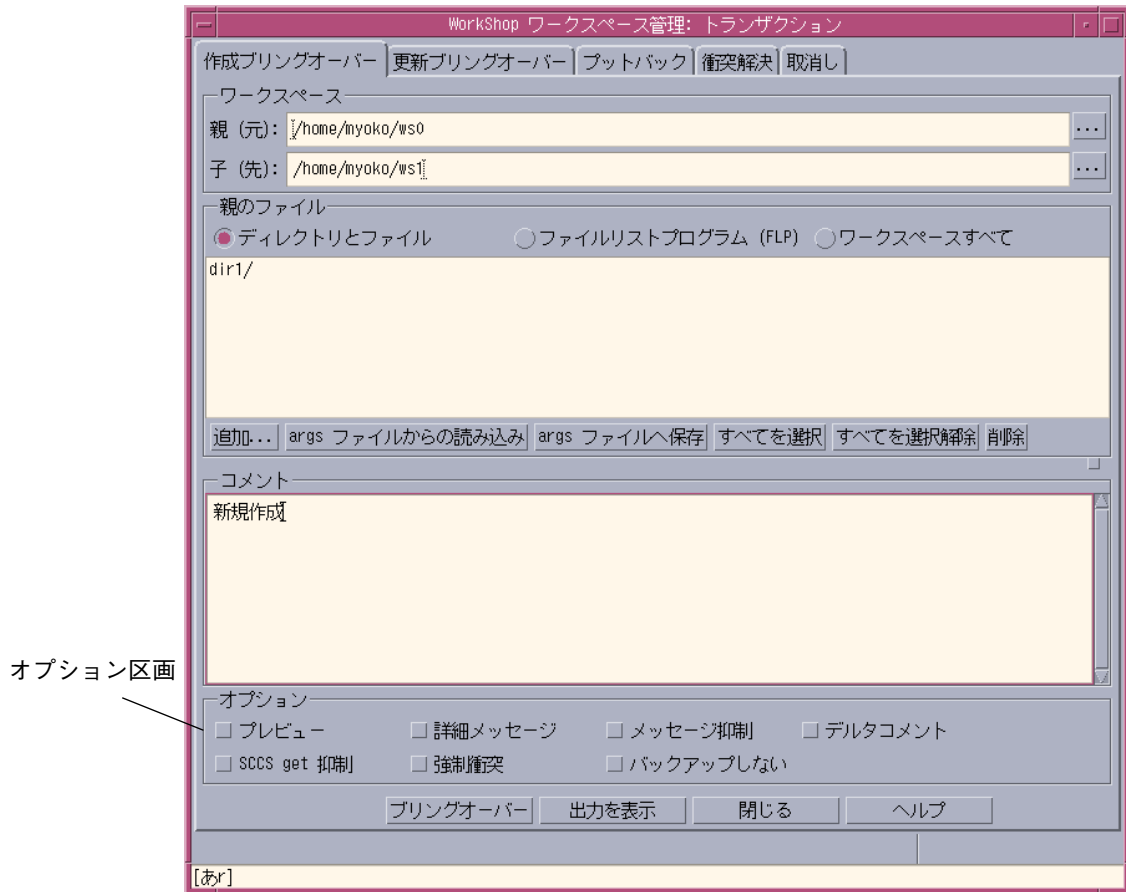 WorkShop ワークスペース管理: トランザクション
作成ブリングオーバー 更新ブリングオーバー プットバック 衝突解決 取消し
ワークスペース
親 (元): /home/myoko/ws0 ...
子 (先): /home/myoko/ws1 ...
親のファイル
ディレクトリとファイル ファイルリストプログラム (FLP) ワークスペースすべて
dir1/
追加... args ファイルからの読み込み args ファイルへ保存 すべてを選択 すべてを選択解除 削除
コメント
新規作成
オプション区画
オプション
プレビュー 詳細メッセージ メッセージ抑制 デルタコメント
SCCS get 抑制 強制衝突 バックアップしない
ブリングオーバー 出力を表示 閉じる ヘルプ
[あr]